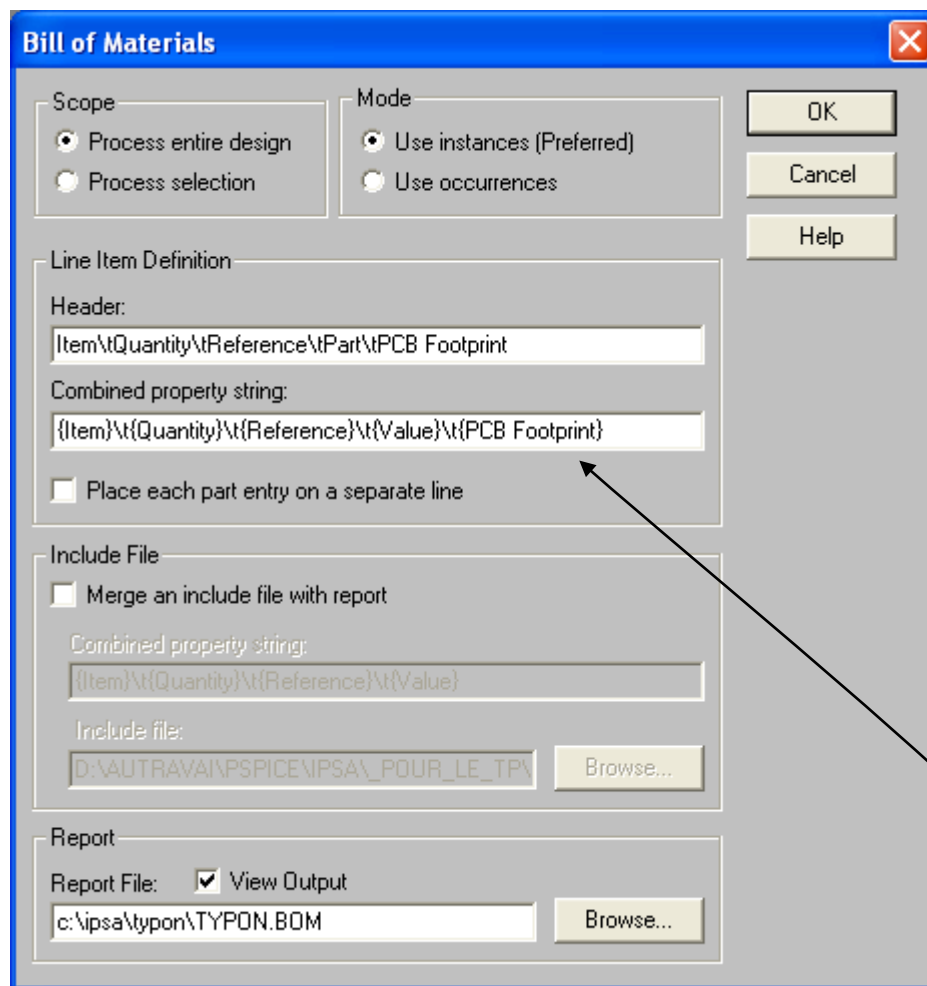 Bill of Materials
Scope
Process entire design
Process selection
Mode
Use instances (Preferred)
Use occurrences
OK
Cancel
Help
Line Item Definition
Header:
Item\tQuantity\tReference\tPart\tPCB Footprint
Combined property string:
{Item}\t{Quantity}\t{Reference}\t{Value}\t{PCB Footprint}
Place each part entry on a separate line
Include File
Merge an include file with report
Combined property string:
{Item}\t{Quantity}\t{Reference}\t{Value}
Include file:
D:\AUTRAVAI\PSPICE\IPSA\_POUR_LE_TP\
Browse...
Report
Report File:
View Output
c:\ipsa\typon\TYPON.BOM
Browse...